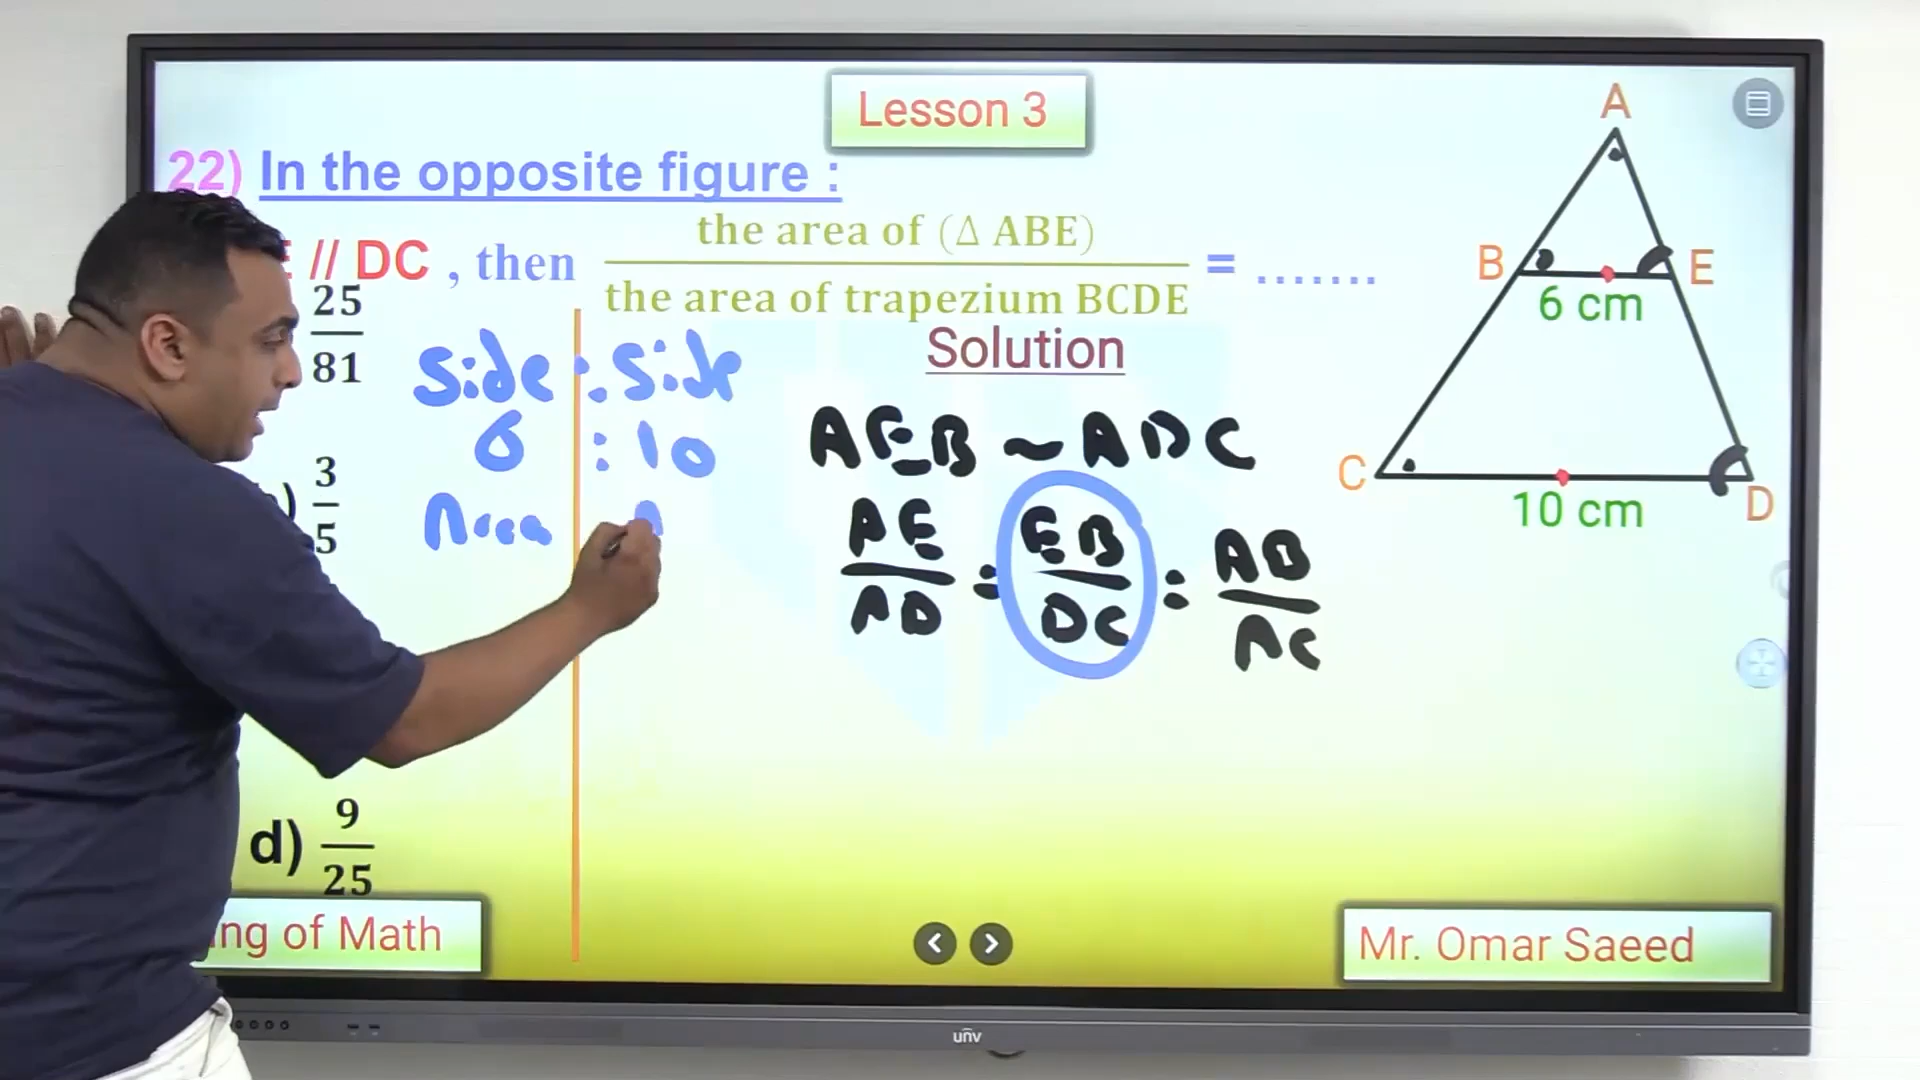 Lesson 3
22) In the opposite figure :
// DC , then the area of (Δ ABE) / the area of trapezium BCDE = .......
25
81
Side : Side
6 : 10
Area
3
5
d) 9
25
Solution
AEB ~ ADC
AE / AD = EB / DC = AB / AC
A
B
E
6 cm
C
D
10 cm
ng of Math
Mr. Omar Saeed
unv